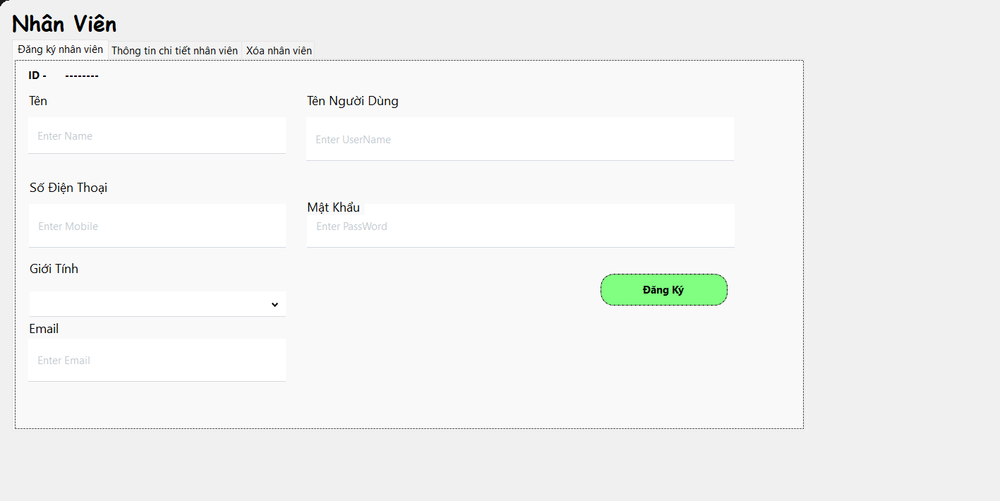 Nhân Viên
Đăng ký nhân viên Thông tin chi tiết nhân viên Xóa nhân viên
ID - --------
Tên
Enter Name
Tên Người Dùng
Enter UserName
Số Điện Thoại
Enter Mobile
Mật Khẩu
Enter PassWord
Giới Tính
Đăng Ký
Email
Enter Email